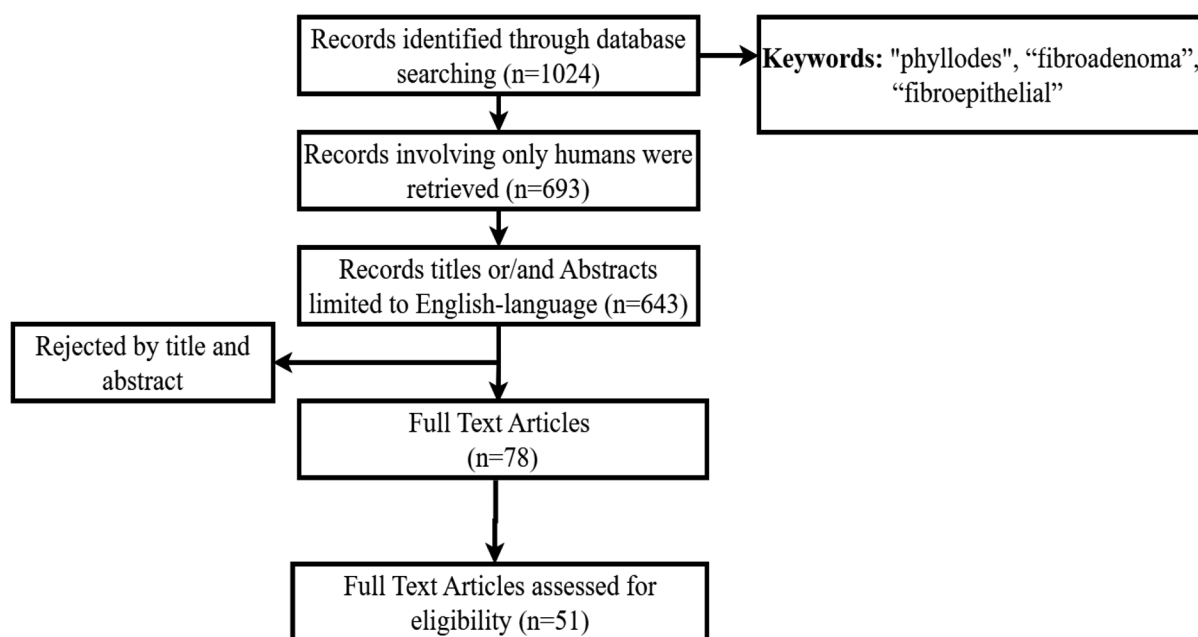 Records identified through database
searching (n=1024)
Keywords: "phyllodes", “fibroadenoma”,
“fibroepithelial”
Records involving only humans were
retrieved (n=693)
Records titles or/and Abstracts
limited to English-language (n=643)
Rejected by title and
abstract
Full Text Articles
(n=78)
Full Text Articles assessed for
eligibility (n=51)